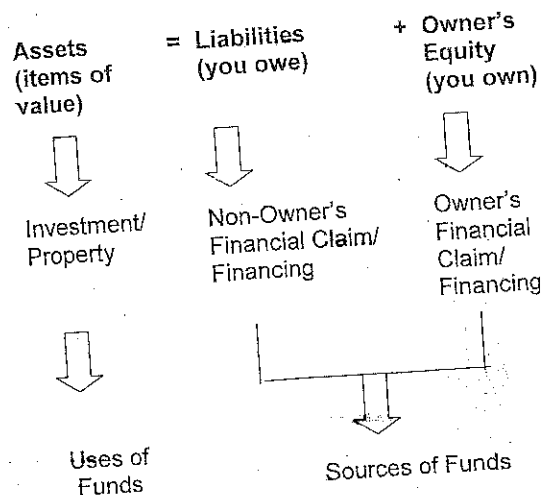 Assets
(items of
value)
= Liabilities
(you owe)
+ Owner's
Equity
(you own)
Investment/
Property
Non-Owner's
Financial Claim/
Financing
Owner's
Financial
Claim/
Financing
Uses of
Funds
Sources of Funds